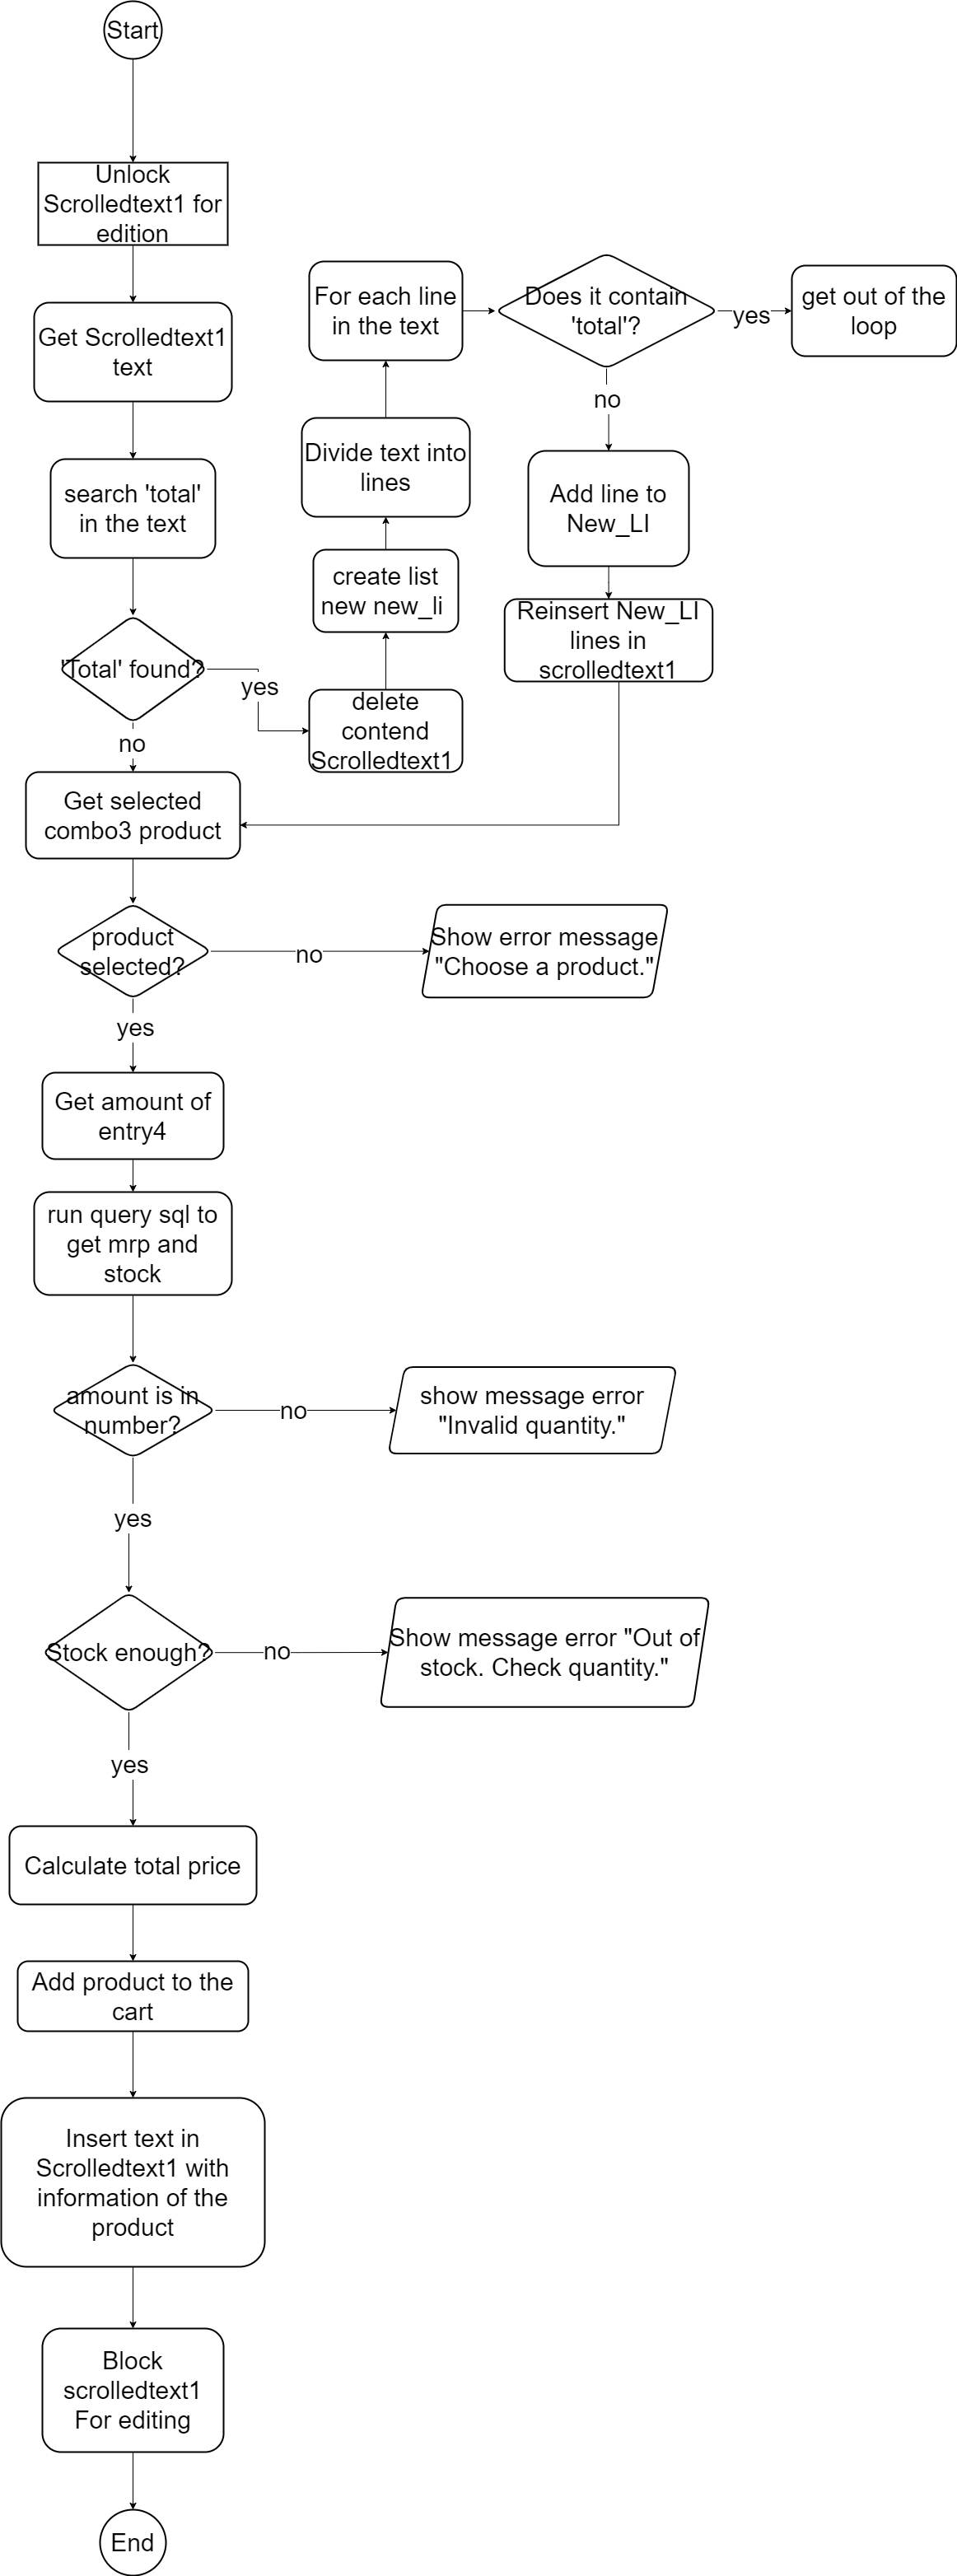 Start
Unlock
Scrolledtext1 for
edition
Get Scrolledtext1
text
search 'total'
in the text
'Total' found?
yes
no
delete
contend
Scrolledtext1
create list
new new_li
Divide text into
lines
For each line
in the text
Does it contain
'total'?
yes
get out of the
loop
no
Add line to
New_LI
Reinsert New_LI
lines in
scrolledtext1
Get selected
combo3 product
product
selected?
no
Show error message
"Choose a product."
yes
Get amount of
entry4
run query sql to
get mrp and
stock
amount is in
number?
no
show message error
"Invalid quantity."
yes
Stock enough?
no
Show message error "Out of
stock. Check quantity."
yes
Calculate total price
Add product to the
cart
Insert text in
Scrolledtext1 with
information of the
product
Block
scrolledtext1
For editing
End